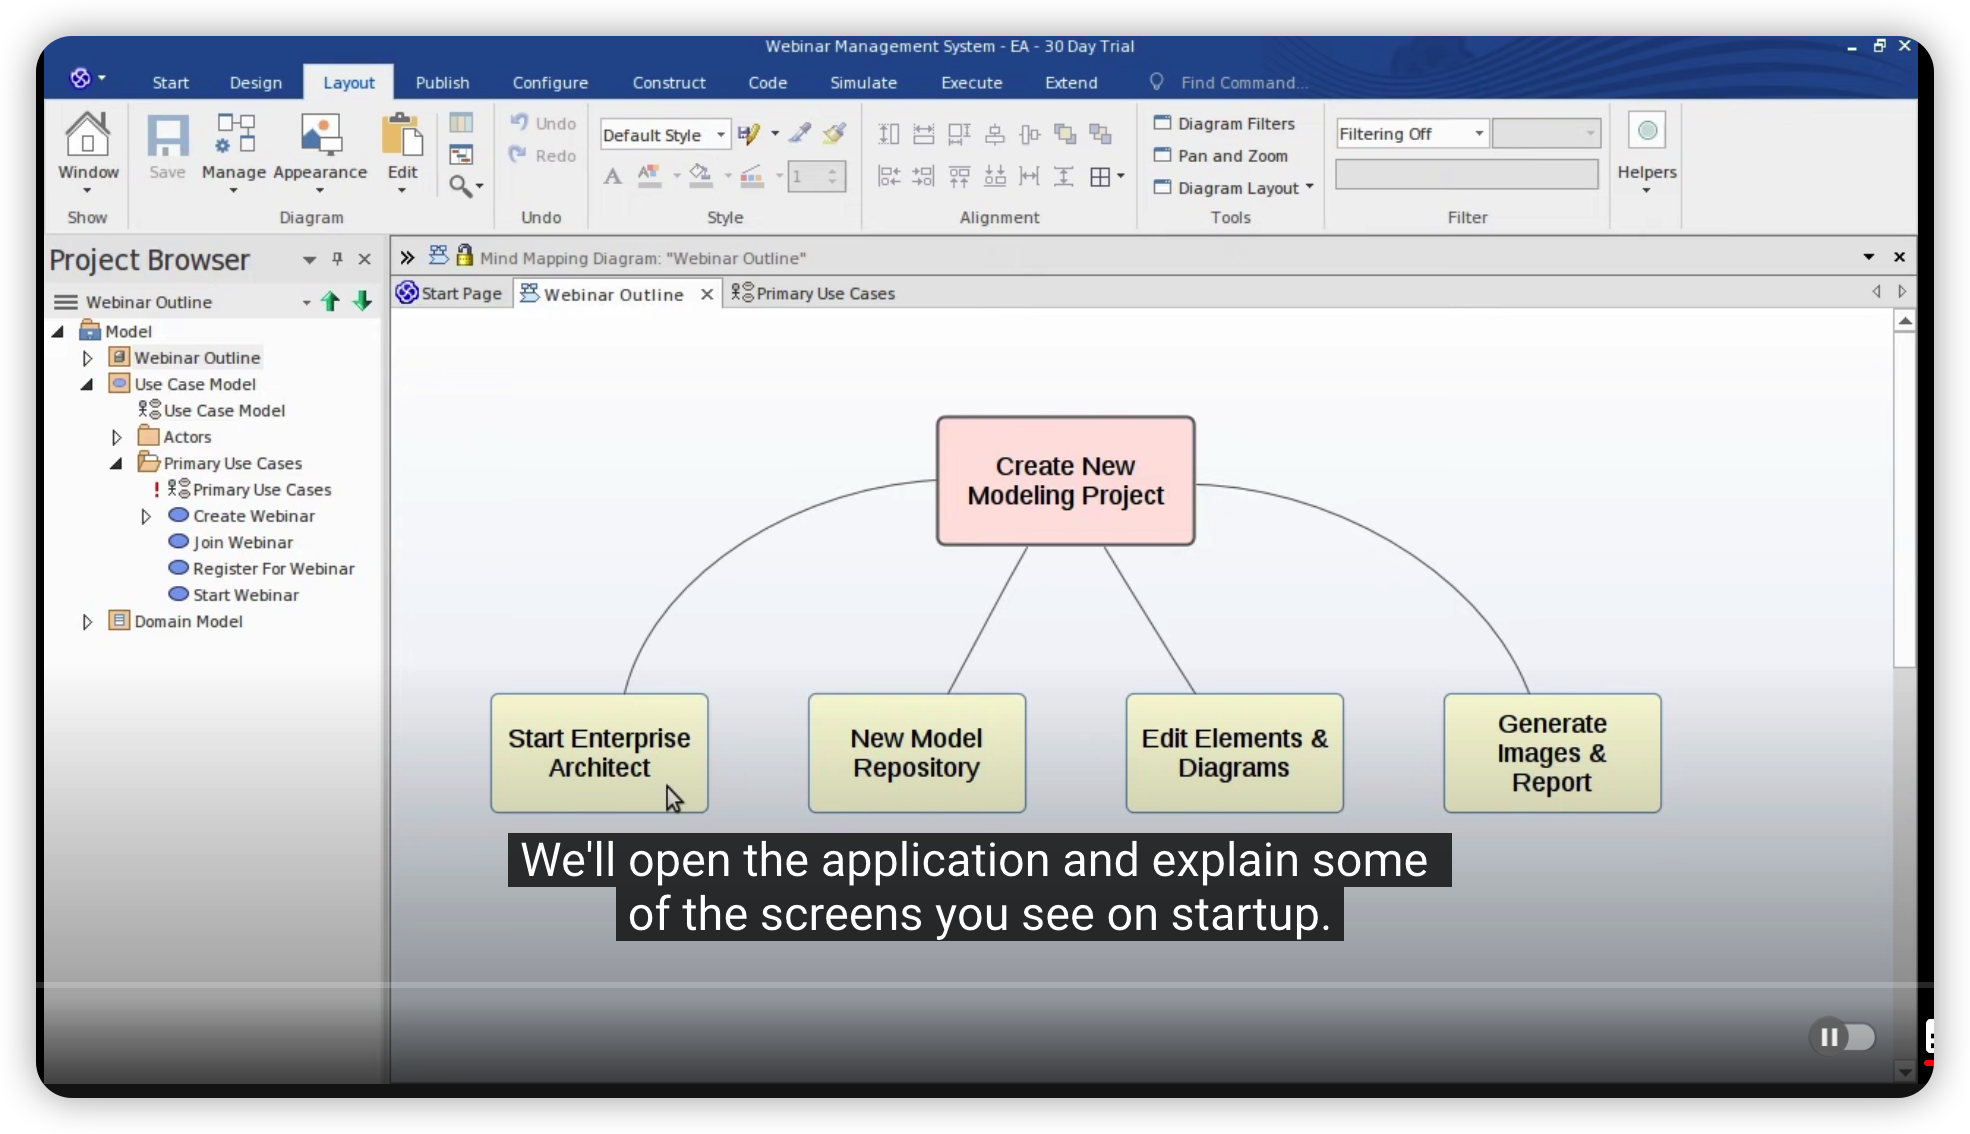 Webinar Management System - EA - 30 Day Trial
Start Design Layout Publish Configure Construct Code Simulate Execute Extend Find Command...
Window
Show
Save Manage Appearance Edit
Diagram
Undo
Redo
Undo
Default Style
A 1
Style
Alignment
Diagram Filters
Pan and Zoom
Diagram Layout
Tools
Filtering Off
Filter
Helpers
Project Browser
Webinar Outline
Model
Webinar Outline
Use Case Model
Use Case Model
Actors
Primary Use Cases
! Primary Use Cases
Create Webinar
Join Webinar
Register For Webinar
Start Webinar
Domain Model
Mind Mapping Diagram: "Webinar Outline"
Start Page Webinar Outline Primary Use Cases
Create New
Modeling Project
Start Enterprise
Architect
New Model
Repository
Edit Elements &
Diagrams
Generate
Images &
Report
We'll open the application and explain some
of the screens you see on startup.